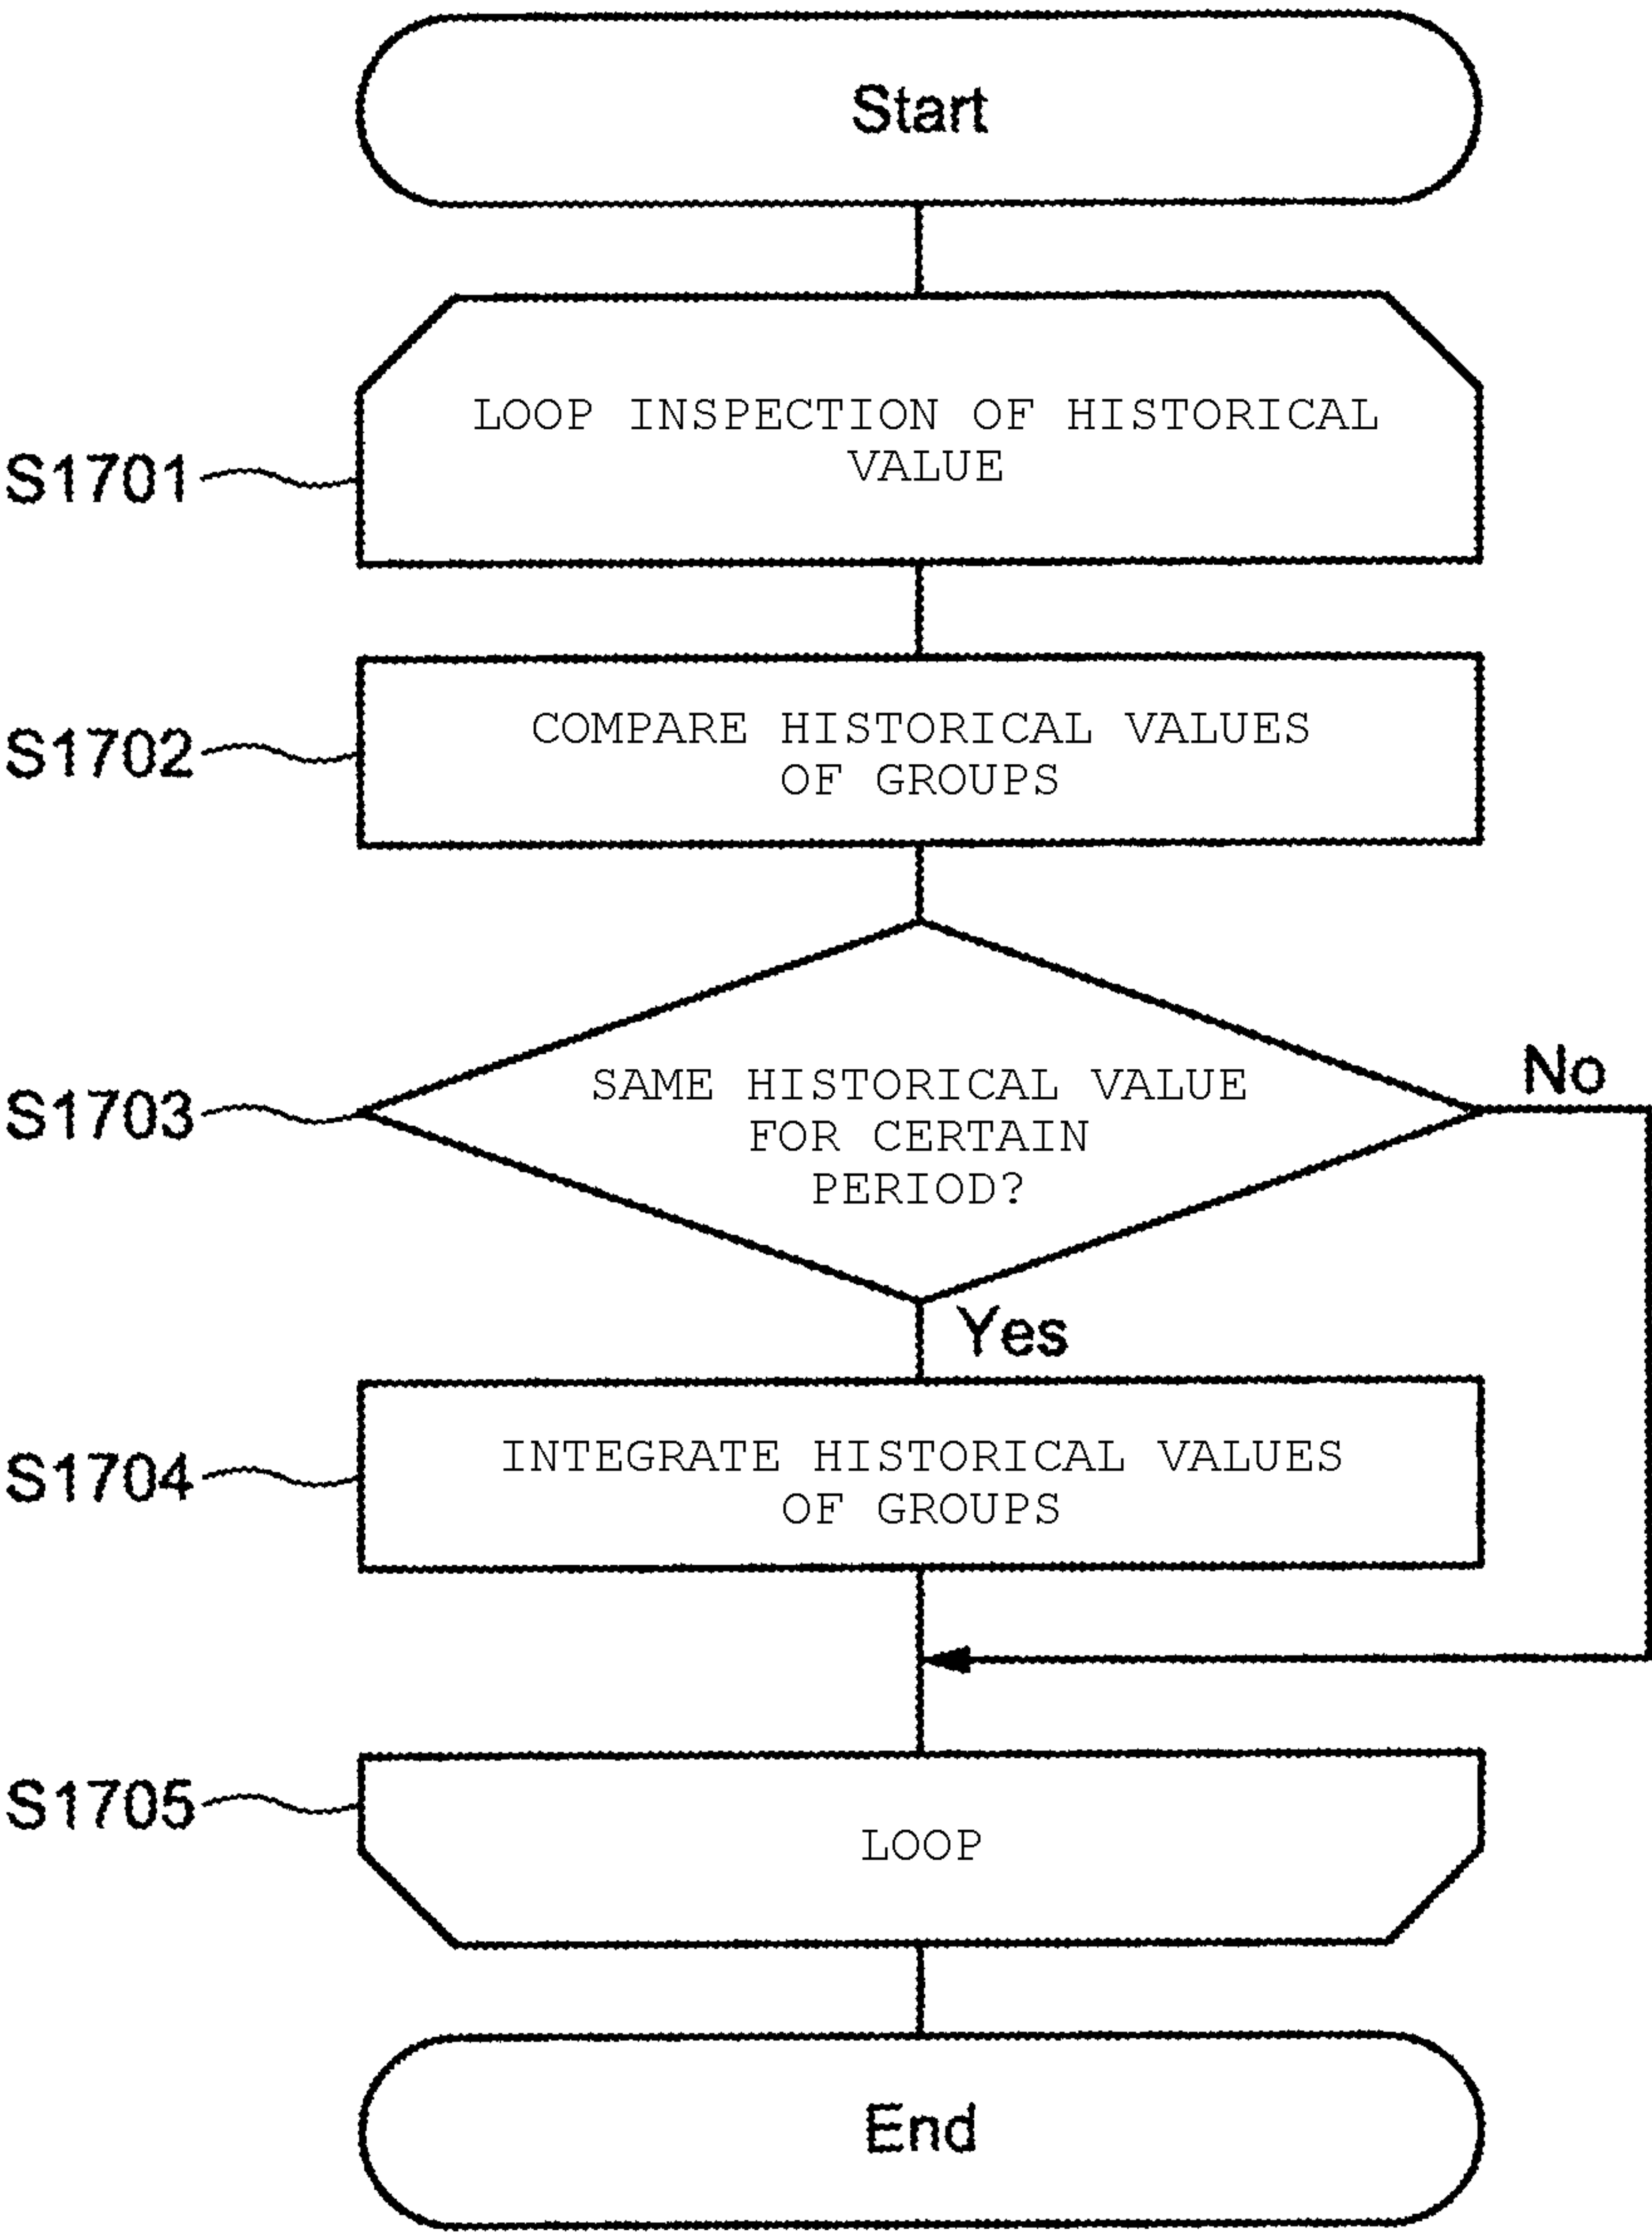 Start
LOOP INSPECTION OF HISTORICAL
VALUE
S1701
COMPARE HISTORICAL VALUES
OF GROUPS
S1702
SAME HISTORICAL VALUE
FOR CERTAIN
PERIOD?
S1703
No
Yes
INTEGRATE HISTORICAL VALUES
OF GROUPS
S1704
S1705
LOOP
End